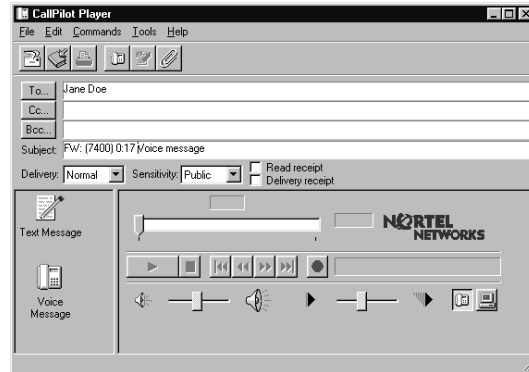 CallPilot Player
File Edit Commands Tools Help
To... Jane Doe
Cc...
Bcc...
Subject: FW: (7400) 0:17 Voice message
Delivery: Normal Sensitivity: Public Read receipt
Delivery receipt
Text Message
NORTEL
NETWORKS
Voice
Message